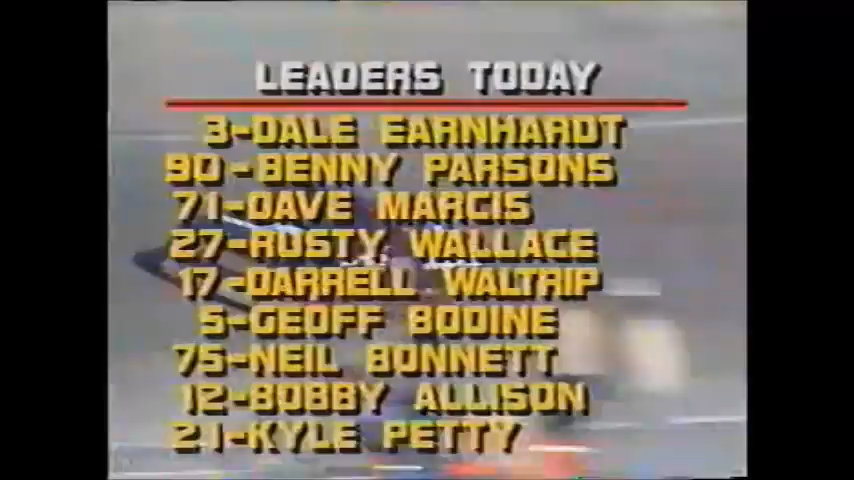 LEADERS TODAY
3-DALE EARNHARDT
90-BENNY PARSONS
71-DAVE MARCIS
27-RUSTY WALLACE
17-DARRELL WALTRIP
5-GEOFF BODINE
75-NEIL BONNETT
12-BOBBY ALLISON
21-KYLE PETTY